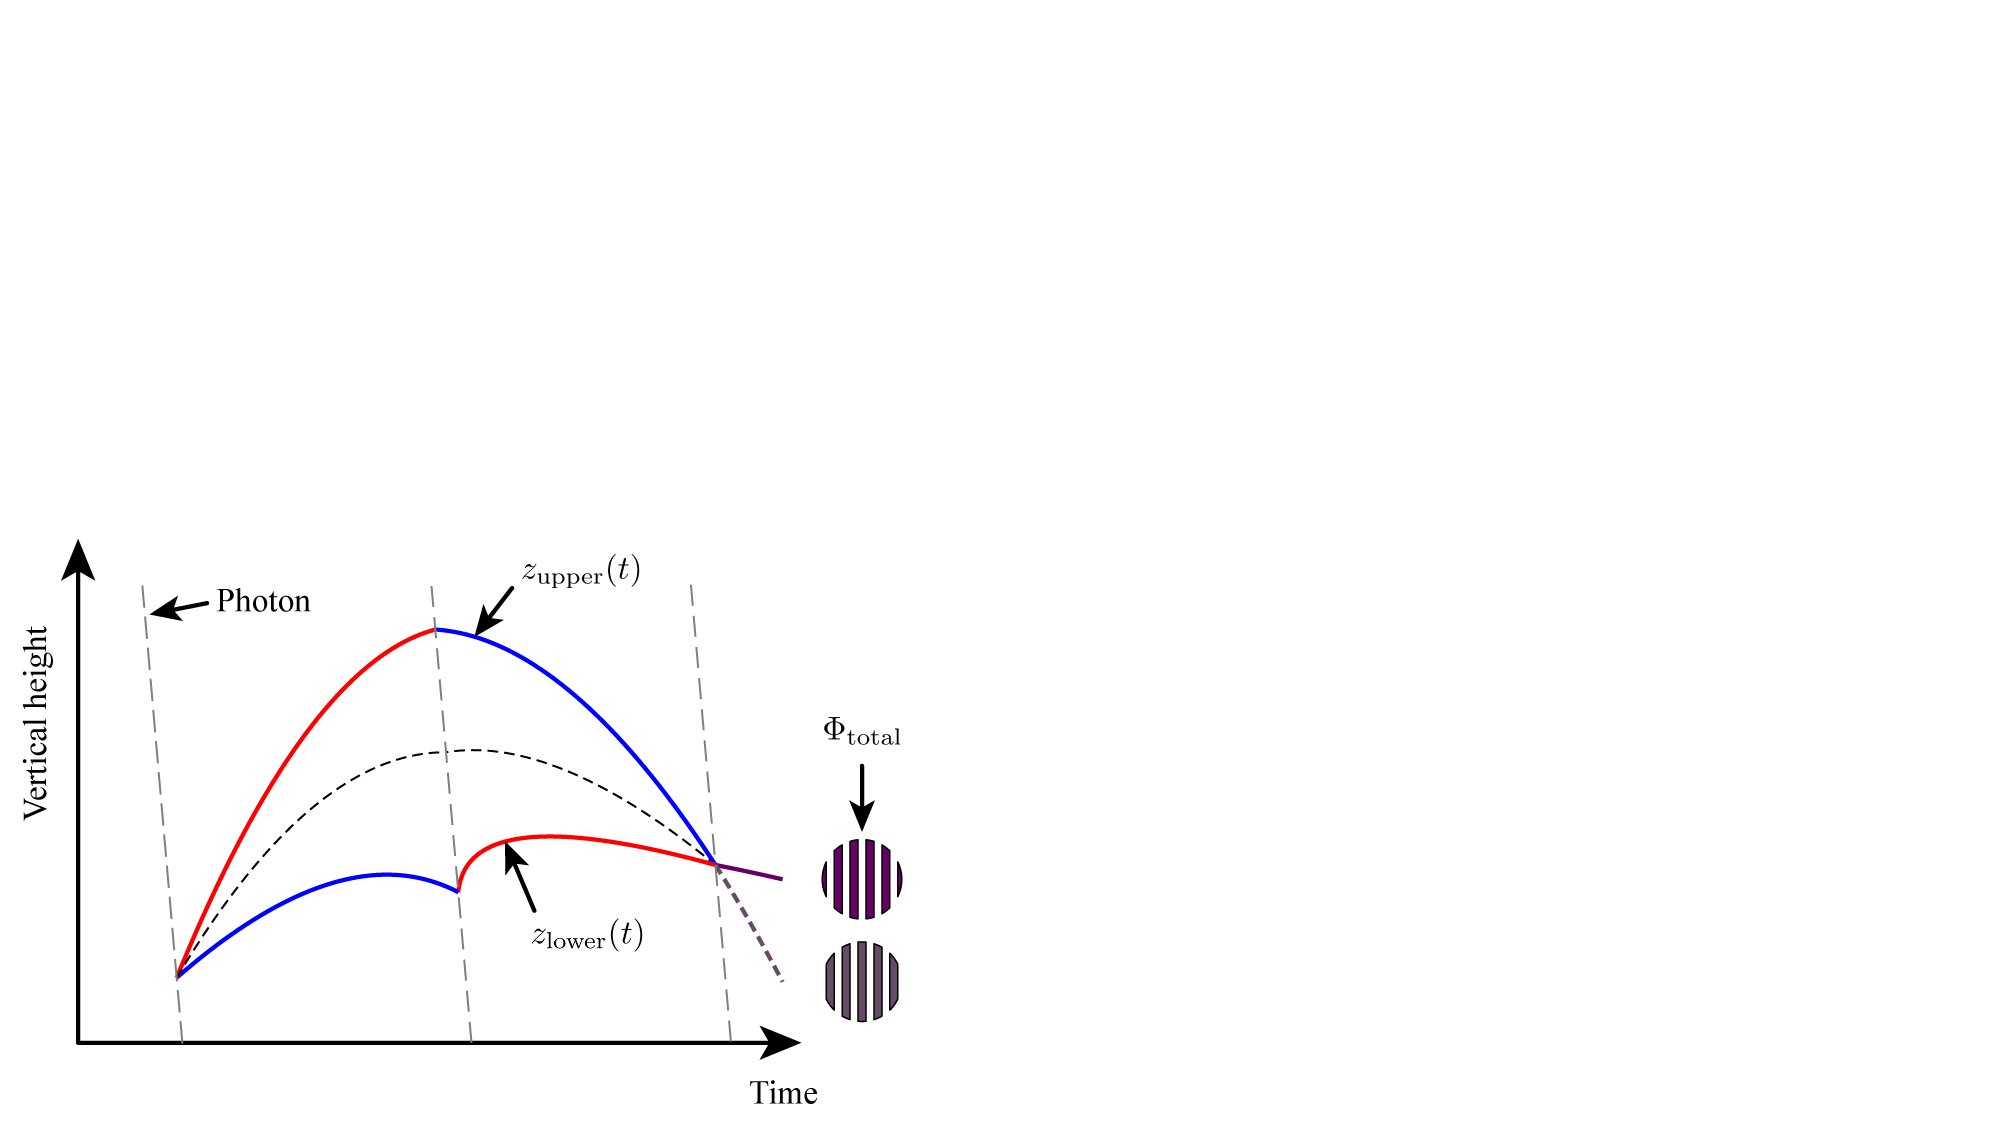 z_upper(t)
Photon
Vertical height
Φ_total
z_lower(t)
Time